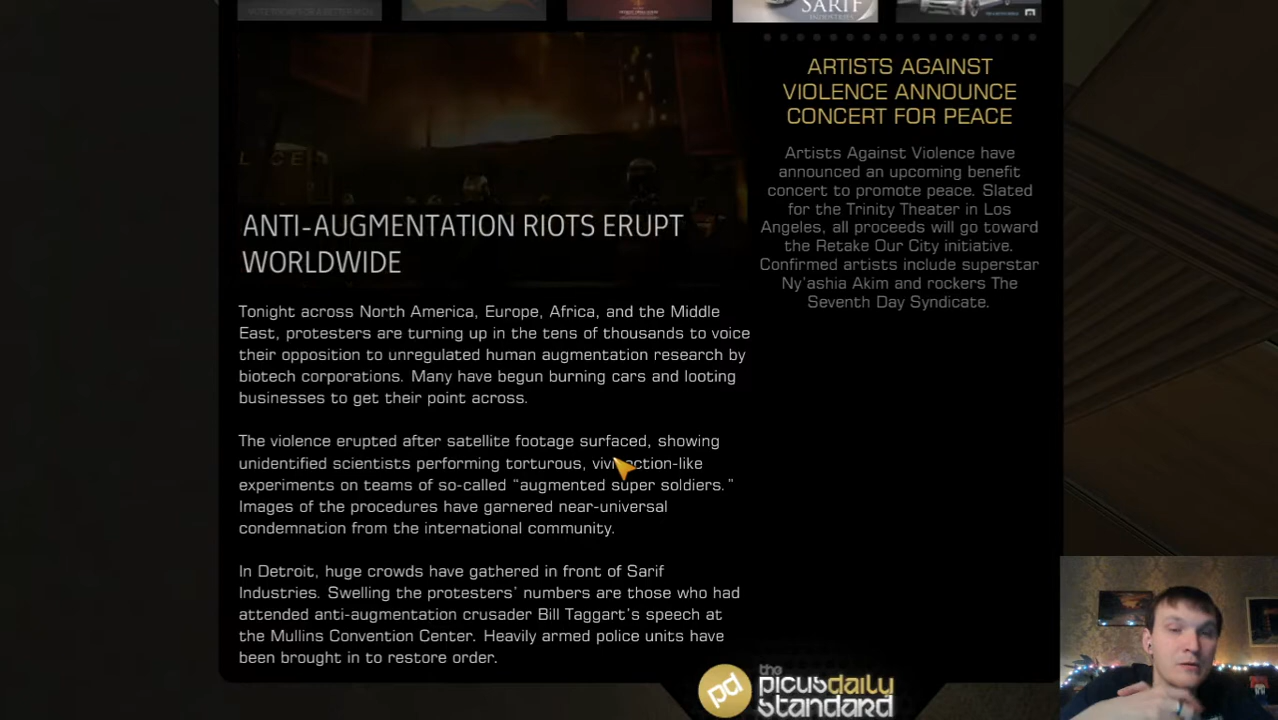 SARIF
INDUSTRIES
ANTI-AUGMENTATION RIOTS ERUPT
WORLDWIDE
Tonight across North America, Europe, Africa, and the Middle
East, protesters are turning up in the tens of thousands to voice
their opposition to unregulated human augmentation research by
biotech corporations. Many have begun burning cars and looting
businesses to get their point across.
The violence erupted after satellite footage surfaced, showing
unidentified scientists performing torturous, vivisection-like
experiments on teams of so-called “augmented super soldiers.”
Images of the procedures have garnered near-universal
condemnation from the international community.
In Detroit, huge crowds have gathered in front of Sarif
Industries. Swelling the protesters’ numbers are those who had
attended anti-augmentation crusader Bill Taggart’s speech at
the Mullins Convention Center. Heavily armed police units have
been brought in to restore order.
ARTISTS AGAINST
VIOLENCE ANNOUNCE
CONCERT FOR PEACE
Artists Against Violence have
announced an upcoming benefit
concert to promote peace. Slated
for the Trinity Theater in Los
Angeles, all proceeds will go toward
the Retake Our City initiative.
Confirmed artists include superstar
Ny’ashia Akim and rockers The
Seventh Day Syndicate.
pd
the
picusdaily
standard